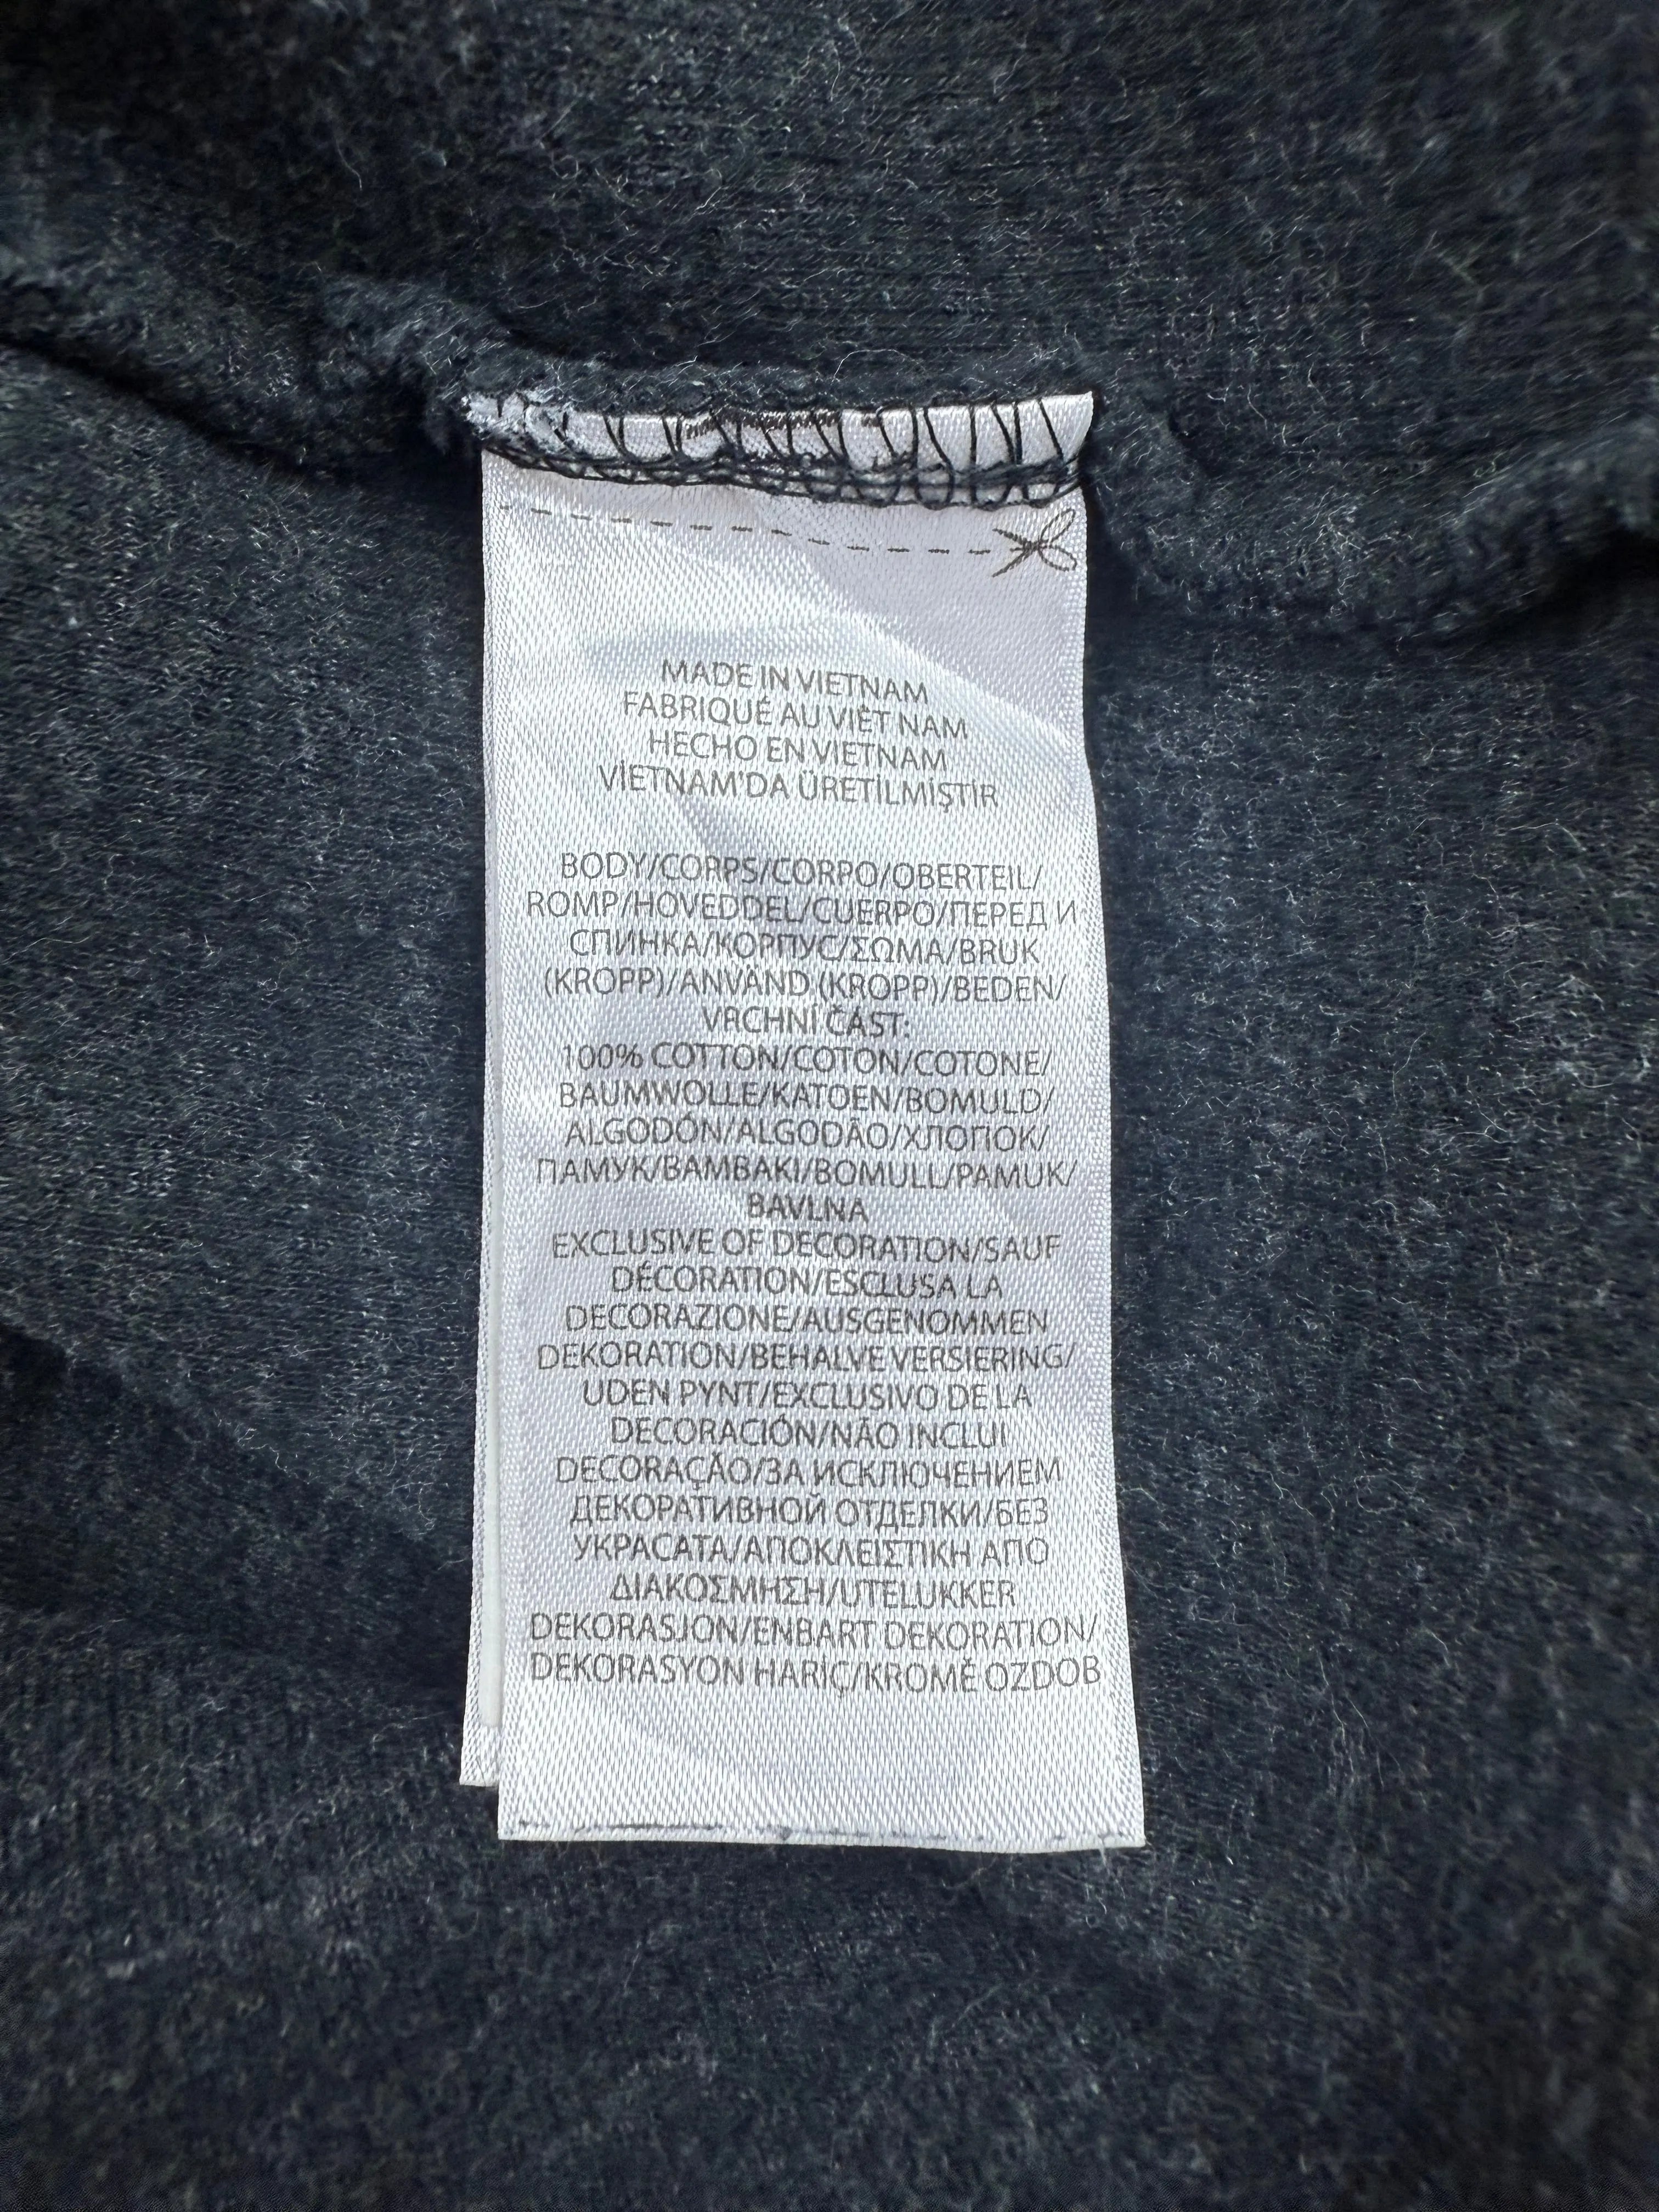 MADE IN VIETNAM
FABRIQUÉ AU VIÊT NAM
HECHO EN VIETNAM
VİETNAM'DA ÜRETİLMİŞTİR
BODY/CORPS/CORPO/OBERTEIL/
ROMP/HOVEDDEL/CUERPO/ПЕРЕД И
СПИНКА/КОРПУС/ΣΩΜΑ/BRUK
(KROPP)/ANVÄND (KROPP)/BEDEN/
VRCHNÍ ČÁST:
100% COTTON/COTON/COTONE/
BAUMWOLLE/KATOEN/BOMULD/
ALGODÓN/ALGODÃO/ХЛОПОК/
ПАМУК/ΒΑΜΒΑΚΙ/BOMULL/PAMUK/
BAVLNA
EXCLUSIVE OF DECORATION/SAUF
DÉCORATION/ESCLUSA LA
DECORAZIONE/AUSGENOMMEN
DEKORATION/BEHALVE VERSIERING/
UDEN PYNT/EXCLUSIVO DE LA
DECORACIÓN/NÃO INCLUI
DECORAÇÃO/ЗА ИСКЛЮЧЕНИЕМ
ДЕКОРАТИВНОЙ ОТДЕЛКИ/БЕЗ
УКРАСАТА/ΑΠΟΚΛΕΙΣΤΙΚΗ ΑΠΟ
ΔΙΑΚΟΣΜΗΣΗ/UTELUKKER
DEKORASJON/ENBART DEKORATION/
DEKORASYON HARİÇ/KROMĚ OZDOB